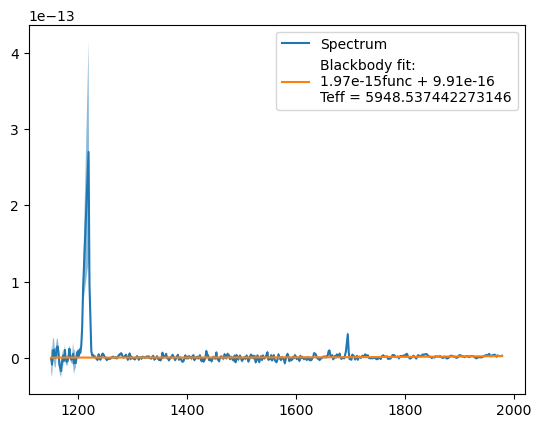 1e−13
Spectrum
Blackbody fit:
1.97e-15func + 9.91e-16
Teff = 5948.537442273146
4
3
2
1
0
1200
1400
1600
1800
2000